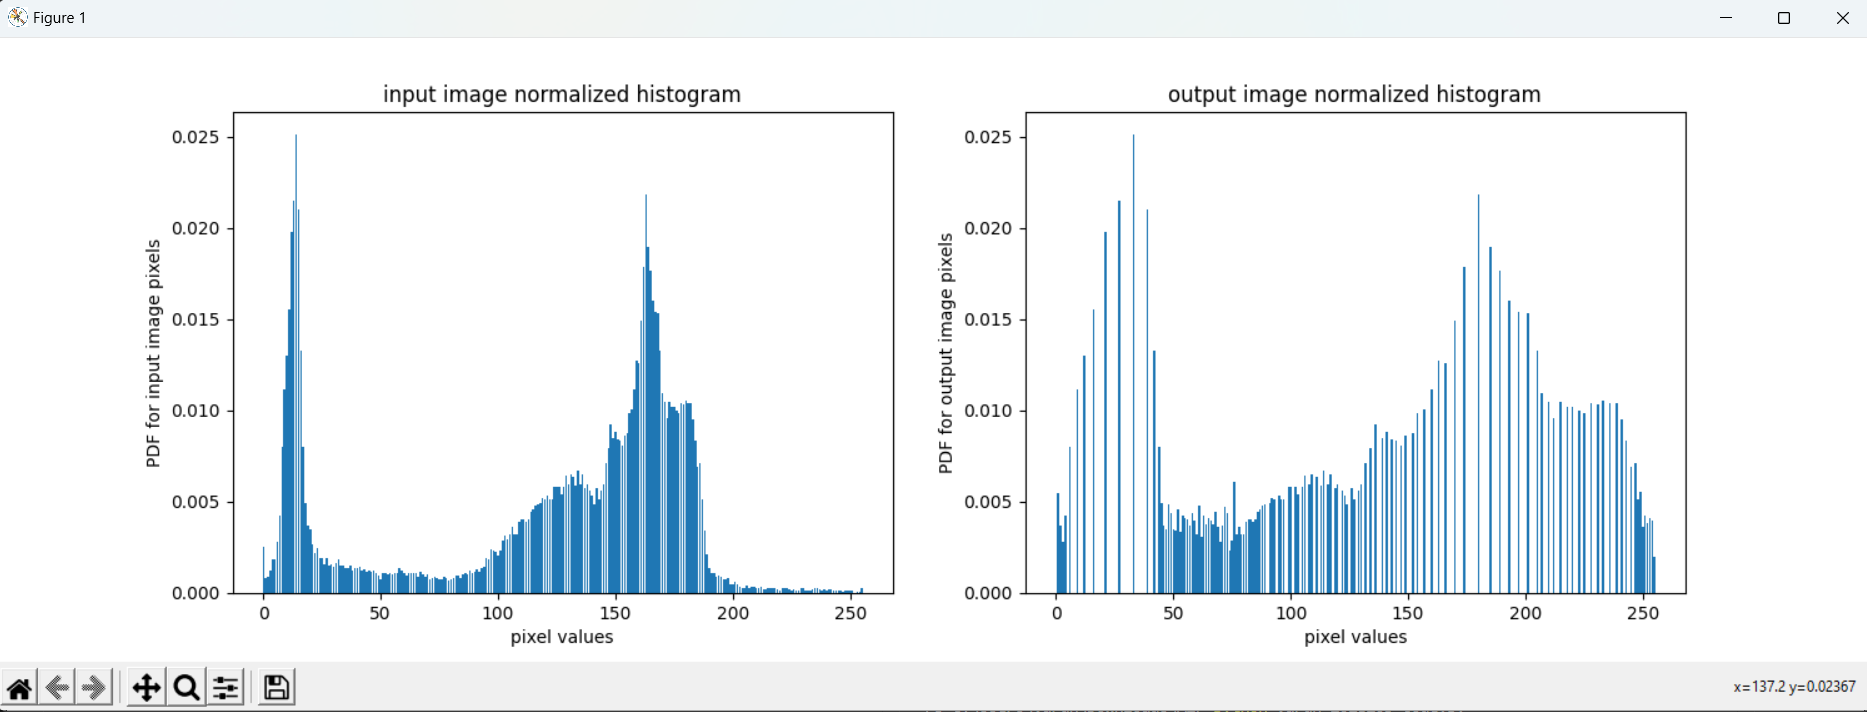 Figure 1
input image normalized histogram
PDF for input image pixels
0.025
0.020
0.015
0.010
0.005
0.000
0 50 100 150 200 250
pixel values
output image normalized histogram
PDF for output image pixels
0.025
0.020
0.015
0.010
0.005
0.000
0 50 100 150 200 250
pixel values
x=137.2 y=0.02367